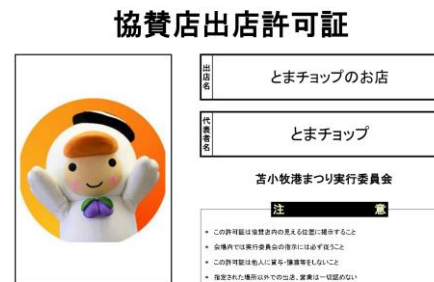 協賛店出店許可証
出店名
とまチョップのお店
代表者名
とまチョップ
苫小牧港まつり実行委員会
注 意
* この許可証は協賛店内の見える位置に掲示すること
* 会場内では実行委員会の指示には必ず従うこと
* この許可証は他人に貸与・譲渡等をしないこと
* 指定された場所以外での出店、営業は一切認めない